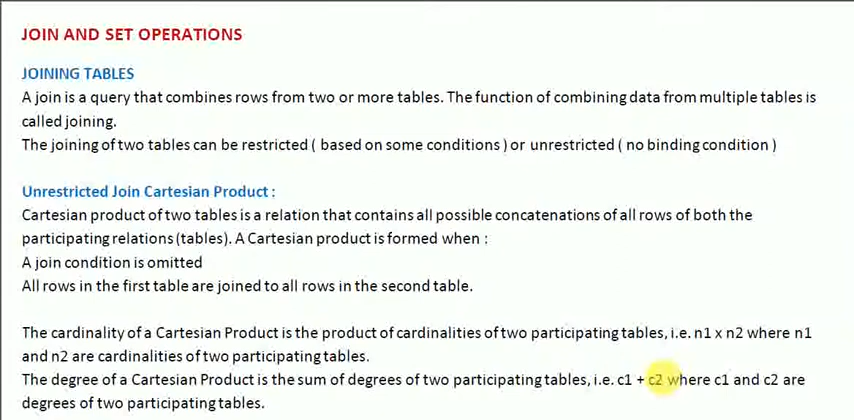 JOIN AND SET OPERATIONS
JOINING TABLES
A join is a query that combines rows from two or more tables. The function of combining data from multiple tables is
called joining.
The joining of two tables can be restricted ( based on some conditions ) or unrestricted ( no binding condition )
Unrestricted Join Cartesian Product :
Cartesian product of two tables is a relation that contains all possible concatenations of all rows of both the
participating relations (tables). A Cartesian product is formed when :
A join condition is omitted
All rows in the first table are joined to all rows in the second table.
The cardinality of a Cartesian Product is the product of cardinalities of two participating tables, i.e. n1 x n2 where n1
and n2 are cardinalities of two participating tables.
The degree of a Cartesian Product is the sum of degrees of two participating tables, i.e. c1 + c2 where c1 and c2 are
degrees of two participating tables.